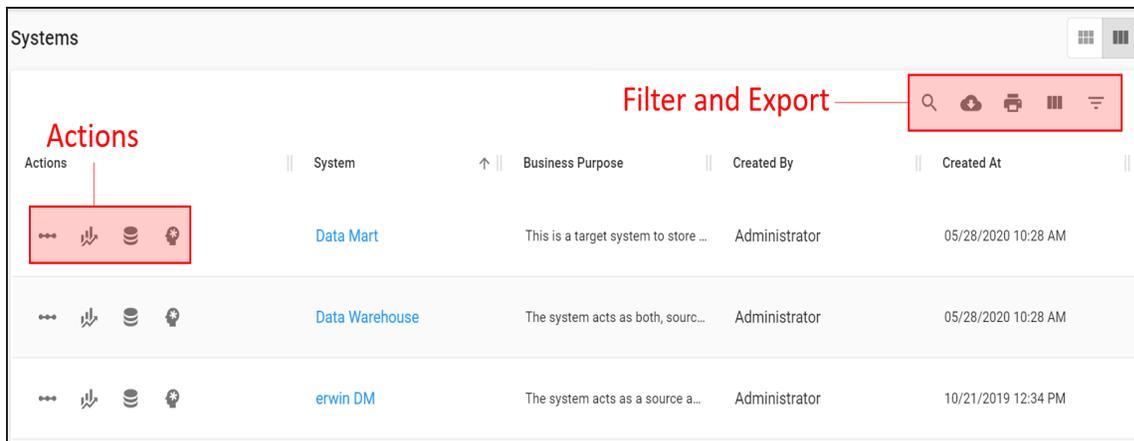 Systems
Filter and Export
Actions
Actions System Business Purpose Created By Created At
Data Mart This is a target system to store ... Administrator 05/28/2020 10:28 AM
Data Warehouse The system acts as both, sourc... Administrator 05/28/2020 10:28 AM
erwin DM The system acts as a source a... Administrator 10/21/2019 12:34 PM